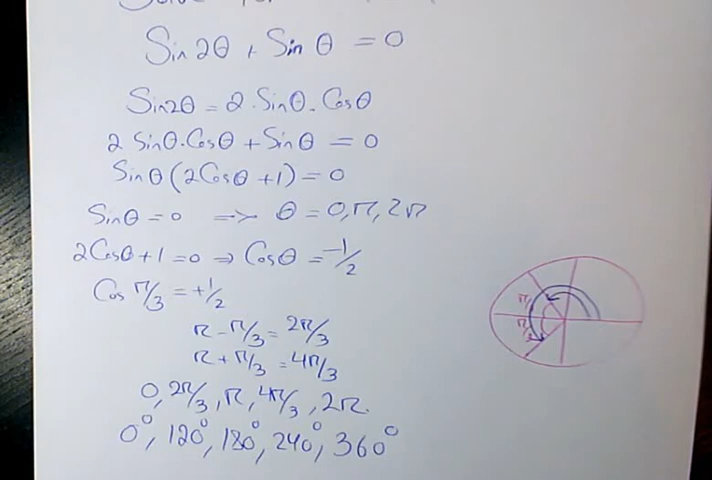 Sin 2θ + Sin θ = 0
Sin2θ = 2 · Sinθ · Cosθ
2 Sinθ·Cosθ + Sinθ = 0
Sinθ (2Cosθ + 1) = 0
Sinθ = 0 => θ = 0, π, 2π
2Cosθ + 1 = 0 => Cosθ = -1/2
Cos π/3 = +1/2
π - π/3 = 2π/3
π + π/3 = 4π/3
0, 2π/3, π, 4π/3, 2π.
0°, 120°, 180°, 240°, 360°
π/3